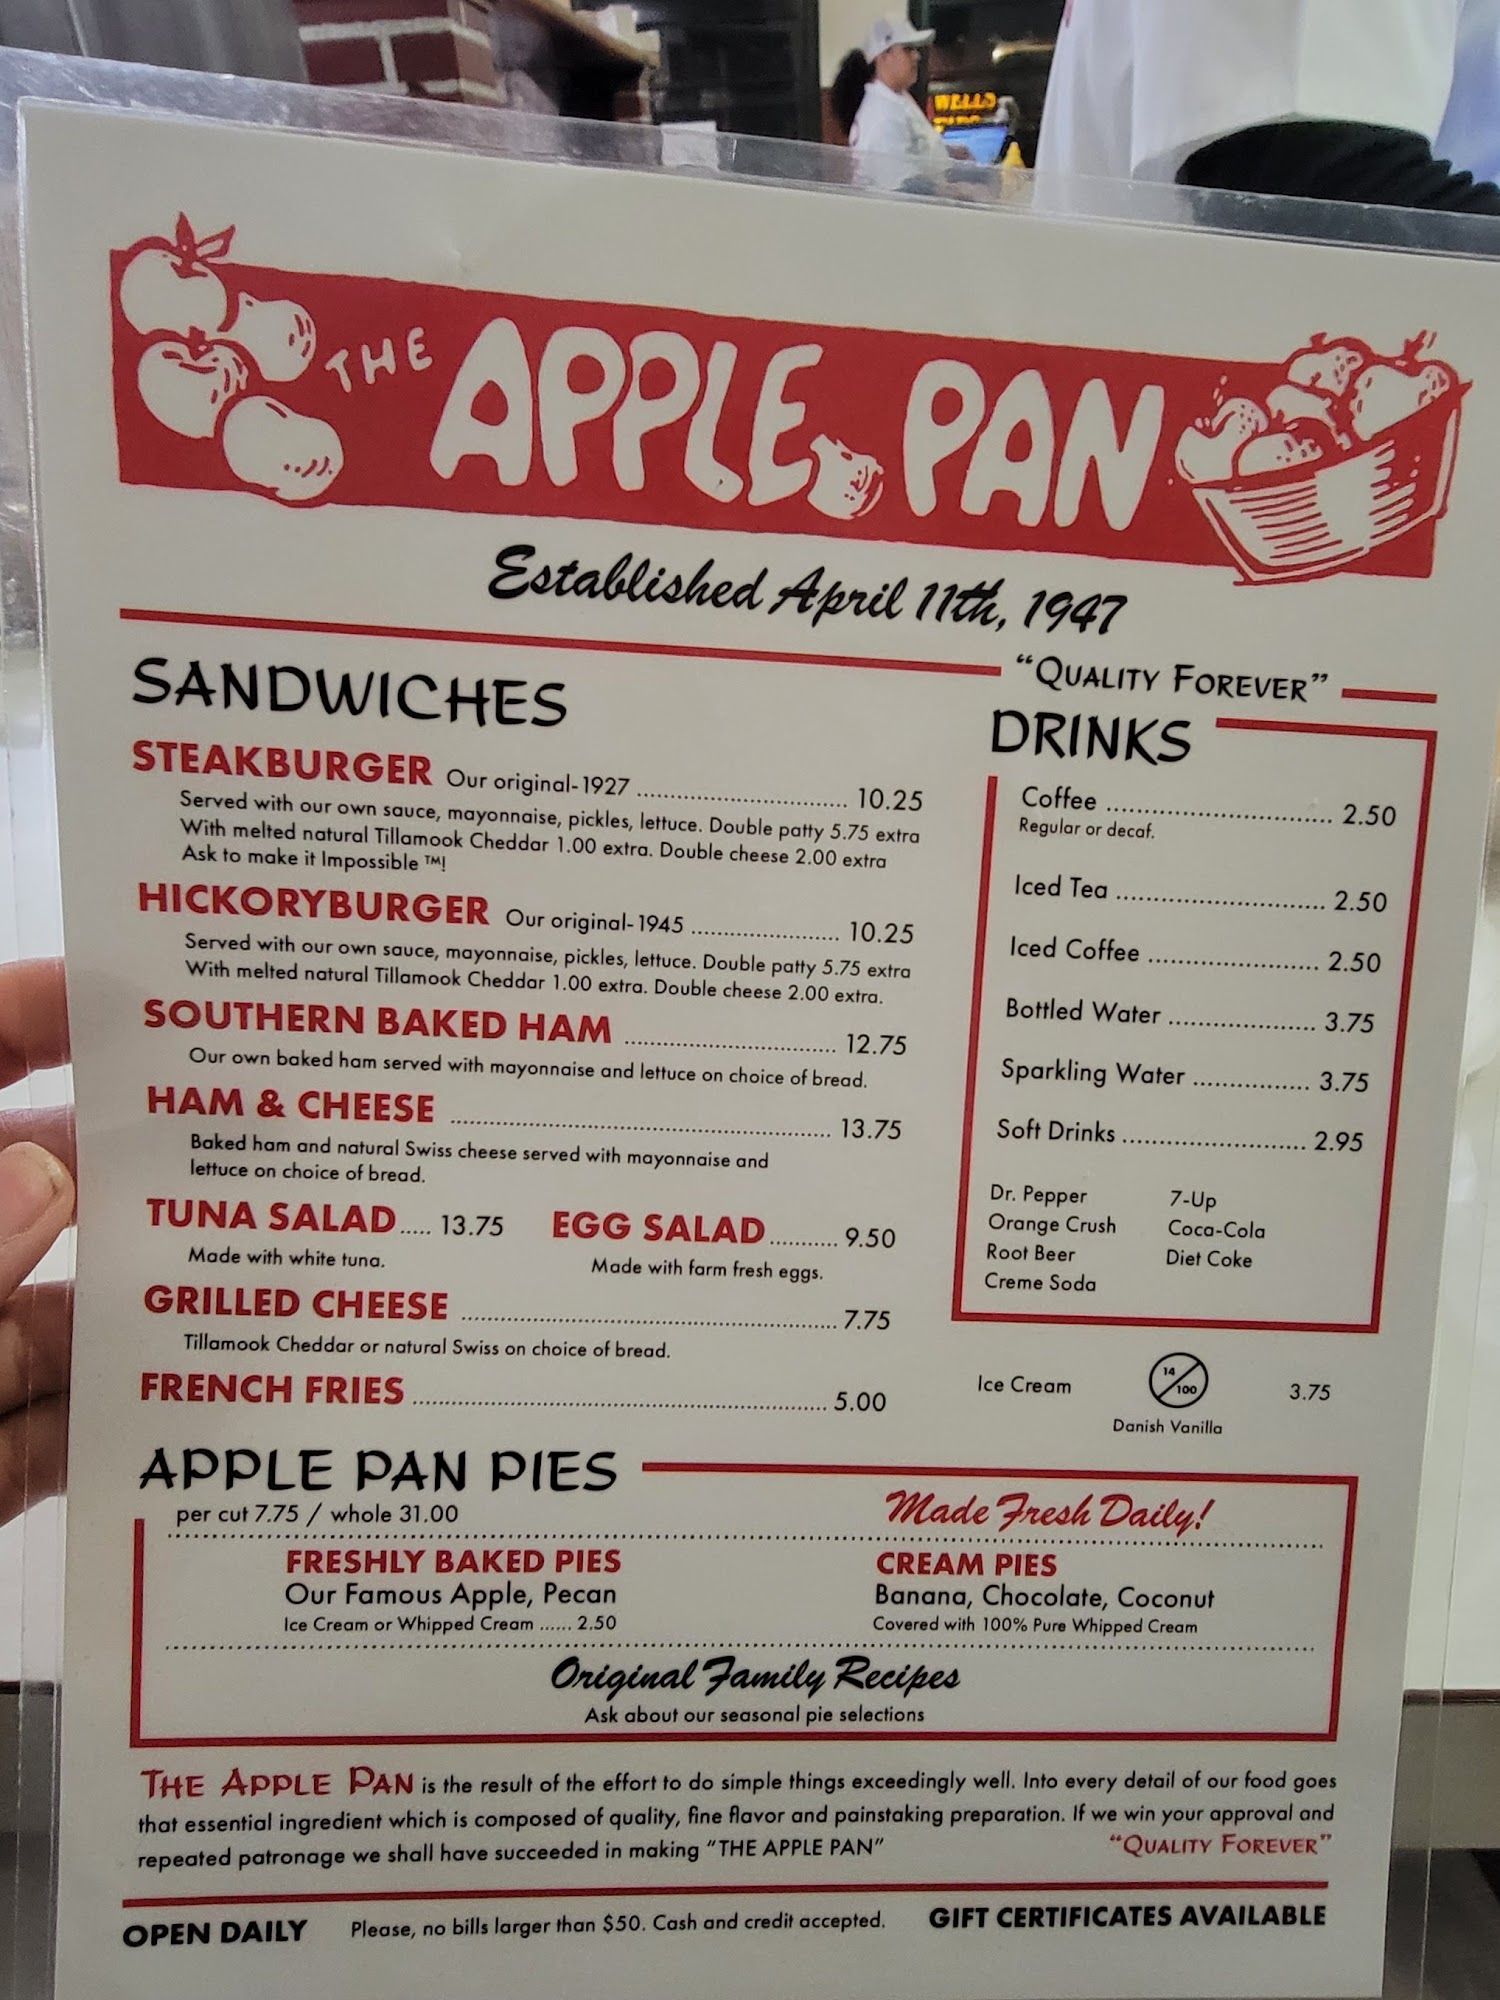 WELLS
THE APPLE PAN
Established April 11th, 1947
"QUALITY FOREVER"
SANDWICHES
STEAKBURGER Our original-1927 ........ 10.25
Served with our own sauce, mayonnaise, pickles, lettuce. Double patty 5.75 extra
With melted natural Tillamook Cheddar 1.00 extra. Double cheese 2.00 extra
Ask to make it Impossible ™!
HICKORYBURGER Our original-1945 ........ 10.25
Served with our own sauce, mayonnaise, pickles, lettuce. Double patty 5.75 extra
With melted natural Tillamook Cheddar 1.00 extra. Double cheese 2.00 extra.
SOUTHERN BAKED HAM ........ 12.75
Our own baked ham served with mayonnaise and lettuce on choice of bread.
HAM & CHEESE ........ 13.75
Baked ham and natural Swiss cheese served with mayonnaise and
lettuce on choice of bread.
TUNA SALAD ..... 13.75 EGG SALAD ........ 9.50
Made with white tuna. Made with farm fresh eggs.
GRILLED CHEESE ........ 7.75
Tillamook Cheddar or natural Swiss on choice of bread.
FRENCH FRIES ........ 5.00
DRINKS
Coffee ........ 2.50
Regular or decaf.
Iced Tea ........ 2.50
Iced Coffee ........ 2.50
Bottled Water ........ 3.75
Sparkling Water ........ 3.75
Soft Drinks ........ 2.95
Dr. Pepper 7-Up
Orange Crush Coca-Cola
Root Beer Diet Coke
Creme Soda
Ice Cream 14/100 3.75
Danish Vanilla
APPLE PAN PIES
per cut 7.75 / whole 31.00
Made Fresh Daily!
FRESHLY BAKED PIES
Our Famous Apple, Pecan
Ice Cream or Whipped Cream ...... 2.50
CREAM PIES
Banana, Chocolate, Coconut
Covered with 100% Pure Whipped Cream
Original Family Recipes
Ask about our seasonal pie selections
THE APPLE PAN is the result of the effort to do simple things exceedingly well. Into every detail of our food goes
that essential ingredient which is composed of quality, fine flavor and painstaking preparation. If we win your approval and
repeated patronage we shall have succeeded in making "THE APPLE PAN" "QUALITY FOREVER"
OPEN DAILY Please, no bills larger than $50. Cash and credit accepted. GIFT CERTIFICATES AVAILABLE